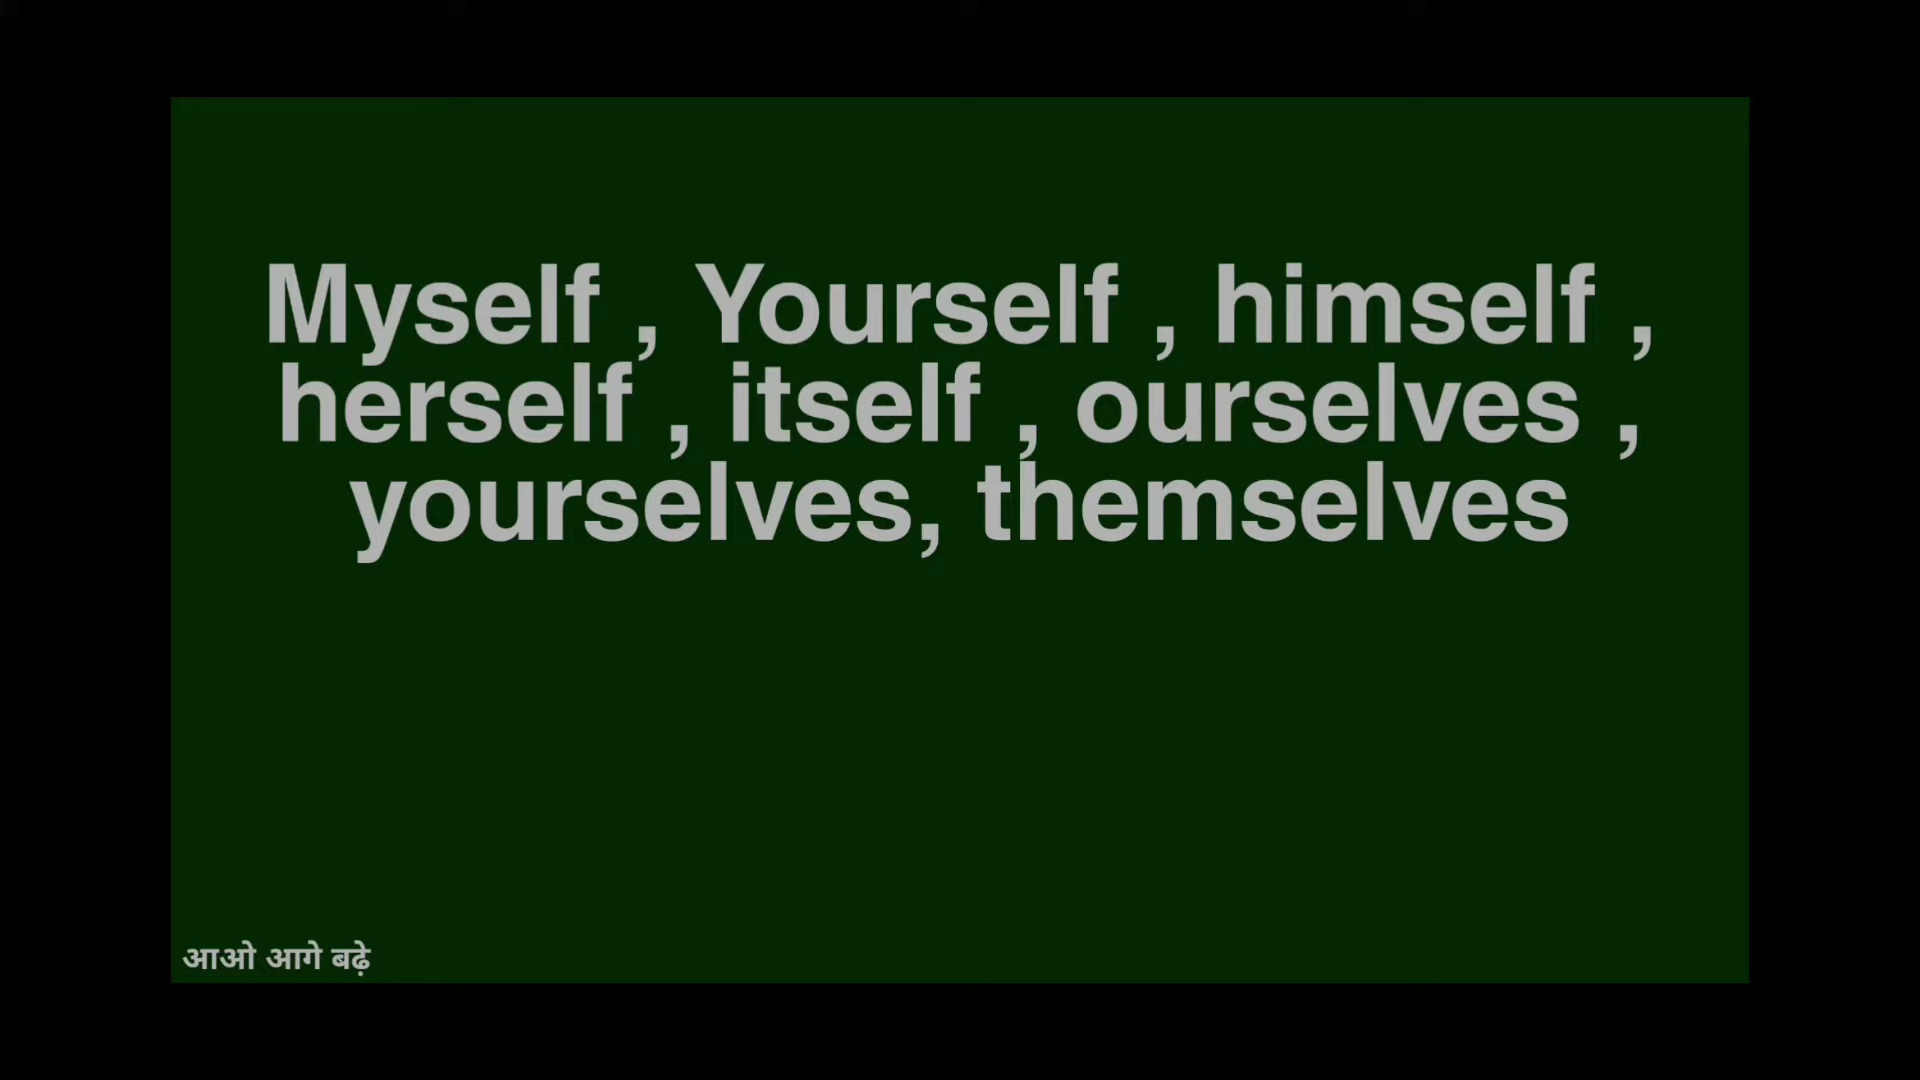 Myself , Yourself , himself ,
herself , itself , ourselves ,
yourselves, themselves
आओ आगे बढ़े